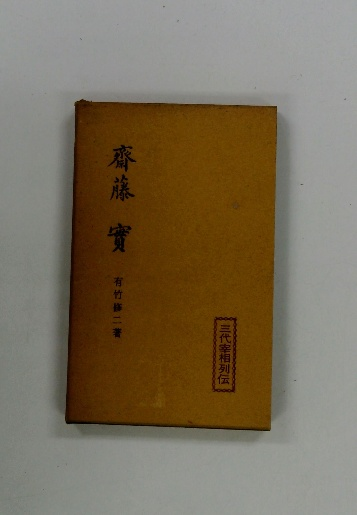 三代宰相列伝
齋藤 實
有竹修二著